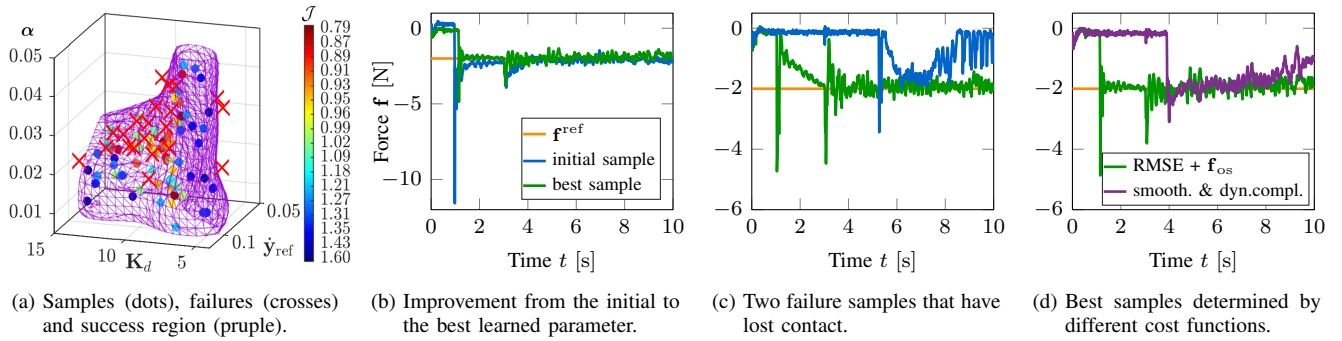 α
0.05
0.04
0.03
0.02
0.01
15
10
5
K_d
0.1
0.05
ẏ_ref
𝒥
0.79
0.87
0.91
0.93
0.95
0.96
0.99
1.02
1.09
1.15
1.18
1.27
1.31
1.35
1.43
1.60
(a) Samples (dots), failures (crosses)
and success region (pruple).
Force f [N]
0
−5
−10
0 2 4 6 8 10
Time t [s]
f^ref
initial sample
best sample
(b) Improvement from the initial to
the best learned parameter.
0
−2
−4
−6
0 2 4 6 8 10
Time t [s]
(c) Two failure samples that have
lost contact.
0
−2
−4
−6
0 2 4 6 8 10
Time t [s]
RMSE + f_os
smooth. & dyn.compl.
(d) Best samples determined by
different cost functions.